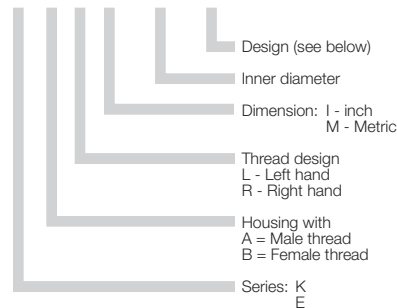 Design (see below)
Inner diameter
Dimension: I - inch
M - Metric
Thread design
L - Left hand
R - Right hand
Housing with
A = Male thread
B = Female thread
Series: K
E